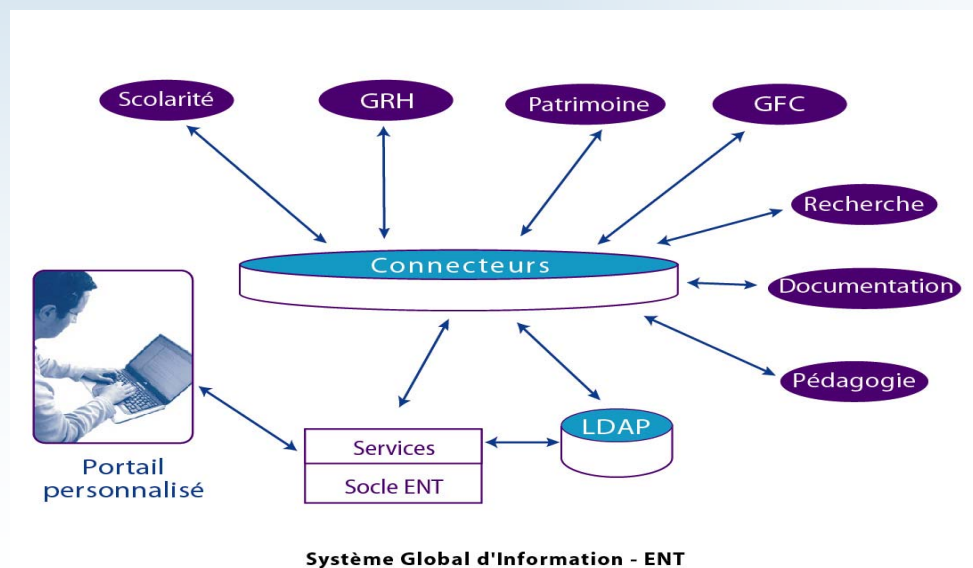 Scolarité
GRH
Patrimoine
GFC
Recherche
Connecteurs
Documentation
Pédagogie
LDAP
Services
Socle ENT
Portail
personnalisé
Système Global d'Information - ENT